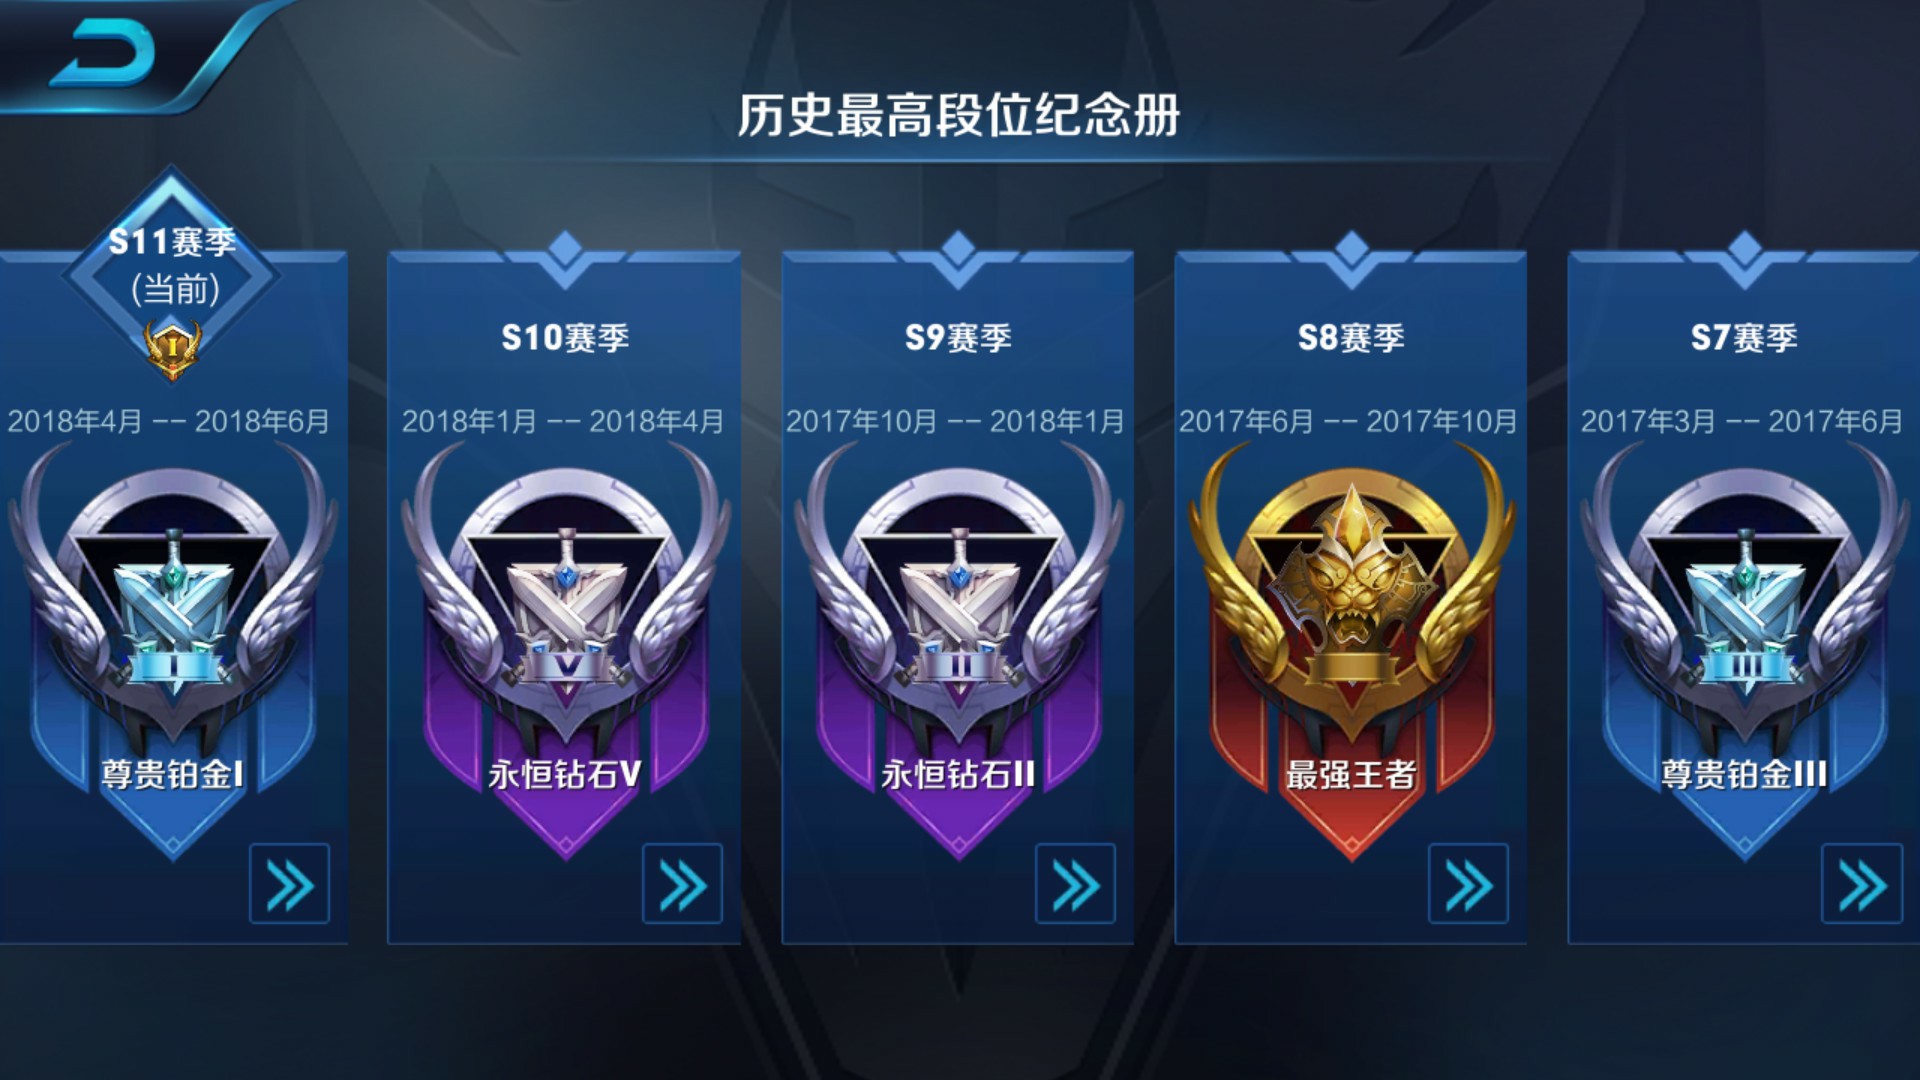 历史最高段位纪念册
S11赛季
(当前)
I
2018年4月 -- 2018年6月
I
尊贵铂金I
S10赛季
2018年1月 -- 2018年4月
V
永恒钻石V
S9赛季
2017年10月 -- 2018年1月
II
永恒钻石II
S8赛季
2017年6月 -- 2017年10月
最强王者
S7赛季
2017年3月 -- 2017年6月
III
尊贵铂金III